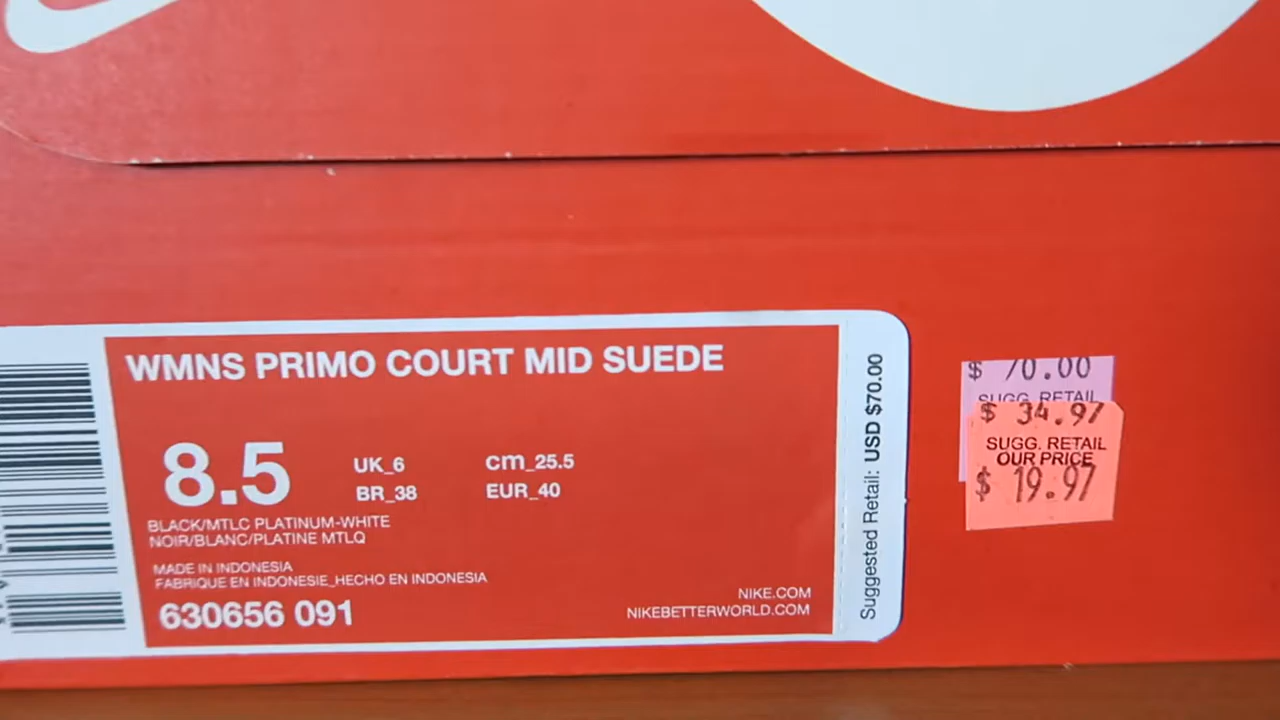 WMNS PRIMO COURT MID SUEDE
8.5
UK_6
cm_25.5
BR_38
EUR_40
BLACK/MTLC PLATINUM-WHITE
NOIR/BLANC/PLATINE MTLQ
MADE IN INDONESIA
FABRIQUE EN INDONESIE_HECHO EN INDONESIA
630656 091
NIKE.COM
NIKEBETTERWORLD.COM
Suggested Retail: USD $70.00
$ 70.00
SUGG. RETAIL
$ 34.97
SUGG. RETAIL
OUR PRICE
$ 19.97